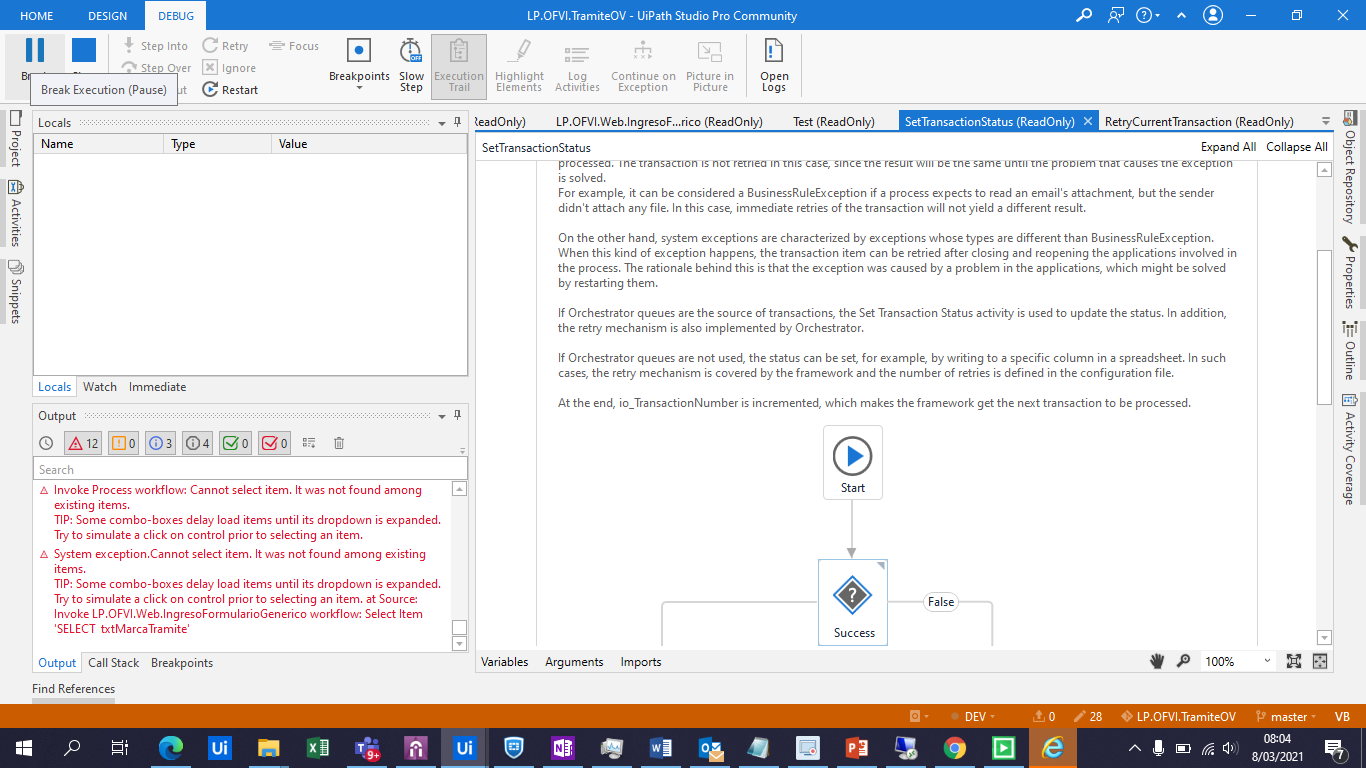 HOME DESIGN DEBUG LP.OFVI.TramiteOV - UiPath Studio Pro Community
Step Into Retry Focus
Step Over Ignore
Restart
Break Execution (Pause)
Breakpoints
Slow Step
Execution Trail
Highlight Elements
Log Activities
Continue on Exception
Picture in Picture
Open Logs
Project
Activities
Snippets
Locals
Name Type Value
Locals Watch Immediate
Output
12 0 3 4 0 0
Search
Invoke Process workflow: Cannot select item. It was not found among
existing items.
TIP: Some combo-boxes delay load items until its dropdown is expanded.
Try to simulate a click on control prior to selecting an item.
System exception.Cannot select item. It was not found among existing
items.
TIP: Some combo-boxes delay load items until its dropdown is expanded.
Try to simulate a click on control prior to selecting an item. at Source:
Invoke LP.OFVI.Web.IngresoFormularioGenerico workflow: Select Item
'SELECT txtMarcaTramite'
Output Call Stack Breakpoints
Find References
ReadOnly) LP.OFVI.Web.IngresoF...rico (ReadOnly) Test (ReadOnly) SetTransactionStatus (ReadOnly) RetryCurrentTransaction (ReadOnly)
SetTransactionStatus Expand All Collapse All
processed. The transaction is not retried in this case, since the result will be the same until the problem that causes the exception
is solved.
For example, it can be considered a BusinessRuleException if a process expects to read an email's attachment, but the sender
didn't attach any file. In this case, immediate retries of the transaction will not yield a different result.
On the other hand, system exceptions are characterized by exceptions whose types are different than BusinessRuleException.
When this kind of exception happens, the transaction item can be retried after closing and reopening the applications involved in
the process. The rationale behind this is that the exception was caused by a problem in the applications, which might be solved
by restarting them.
If Orchestrator queues are the source of transactions, the Set Transaction Status activity is used to update the status. In addition,
the retry mechanism is also implemented by Orchestrator.
If Orchestrator queues are not used, the status can be set, for example, by writing to a specific column in a spreadsheet. In such
cases, the retry mechanism is covered by the framework and the number of retries is defined in the configuration file.
At the end, io_TransactionNumber is incremented, which makes the framework get the next transaction to be processed.
Start
False
Success
Variables Arguments Imports 100%
Object Repository
Properties
Outline
Activity Coverage
DEV 0 28 LP.OFVI.TramiteOV master VB
Ui Ui 9+
08:04
8/03/2021
7